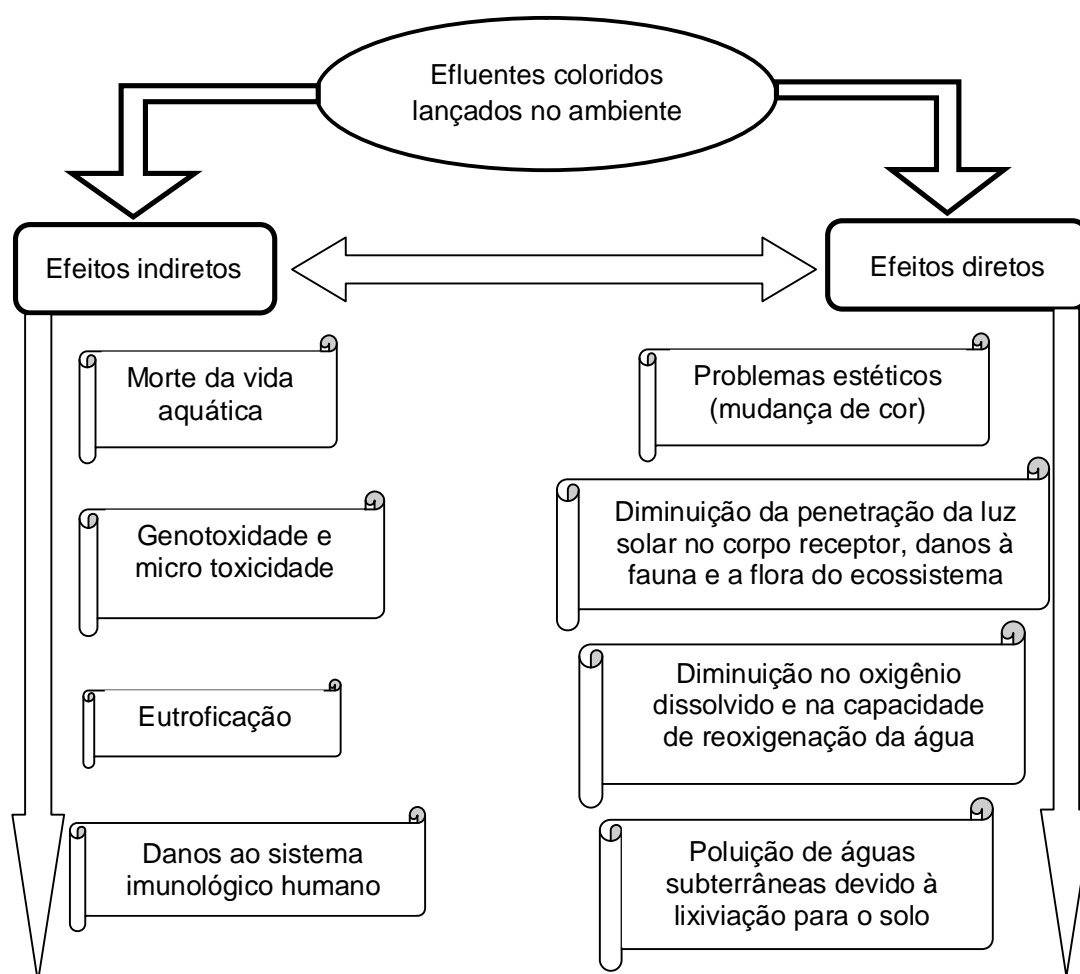 Efluentes coloridos
lançados no ambiente
Efeitos indiretos
Efeitos diretos
Morte da vida
aquática
Genotoxidade e
micro toxicidade
Eutroficação
Danos ao sistema
imunológico humano
Problemas estéticos
(mudança de cor)
Diminuição da penetração da luz
solar no corpo receptor, danos à
fauna e a flora do ecossistema
Diminuição no oxigênio
dissolvido e na capacidade
de reoxigenação da água
Poluição de águas
subterrâneas devido à
lixiviação para o solo